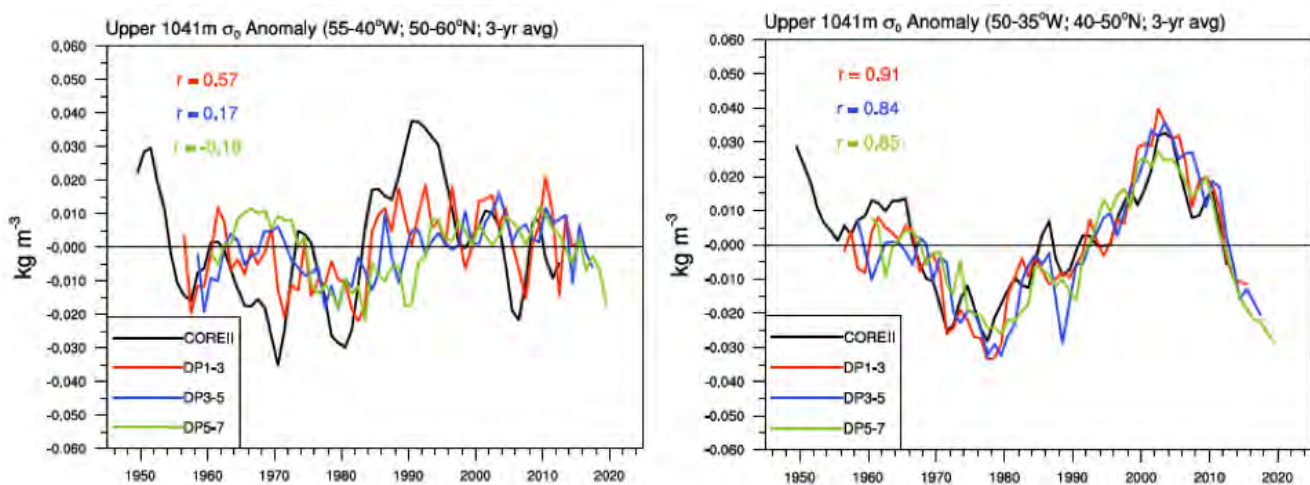 Upper 1041m σ₀ Anomaly (55-40°W; 50-60°N; 3-yr avg)
0.060
0.050
0.040
0.030
0.020
0.010
-0.000
-0.010
-0.020
-0.030
-0.040
-0.050
-0.060
kg m⁻³
r = 0.57
r = 0.17
r = -0.18
COREII
DP1-3
DP3-5
DP5-7
1950 1960 1970 1980 1990 2000 2010 2020
Upper 1041m σ₀ Anomaly (50-35°W; 40-50°N; 3-yr avg)
0.060
0.050
0.040
0.030
0.020
0.010
-0.000
-0.010
-0.020
-0.030
-0.040
-0.050
-0.060
kg m⁻³
r = 0.91
r = 0.84
r = 0.85
COREII
DP1-3
DP3-5
DP5-7
1950 1960 1970 1980 1990 2000 2010 2020